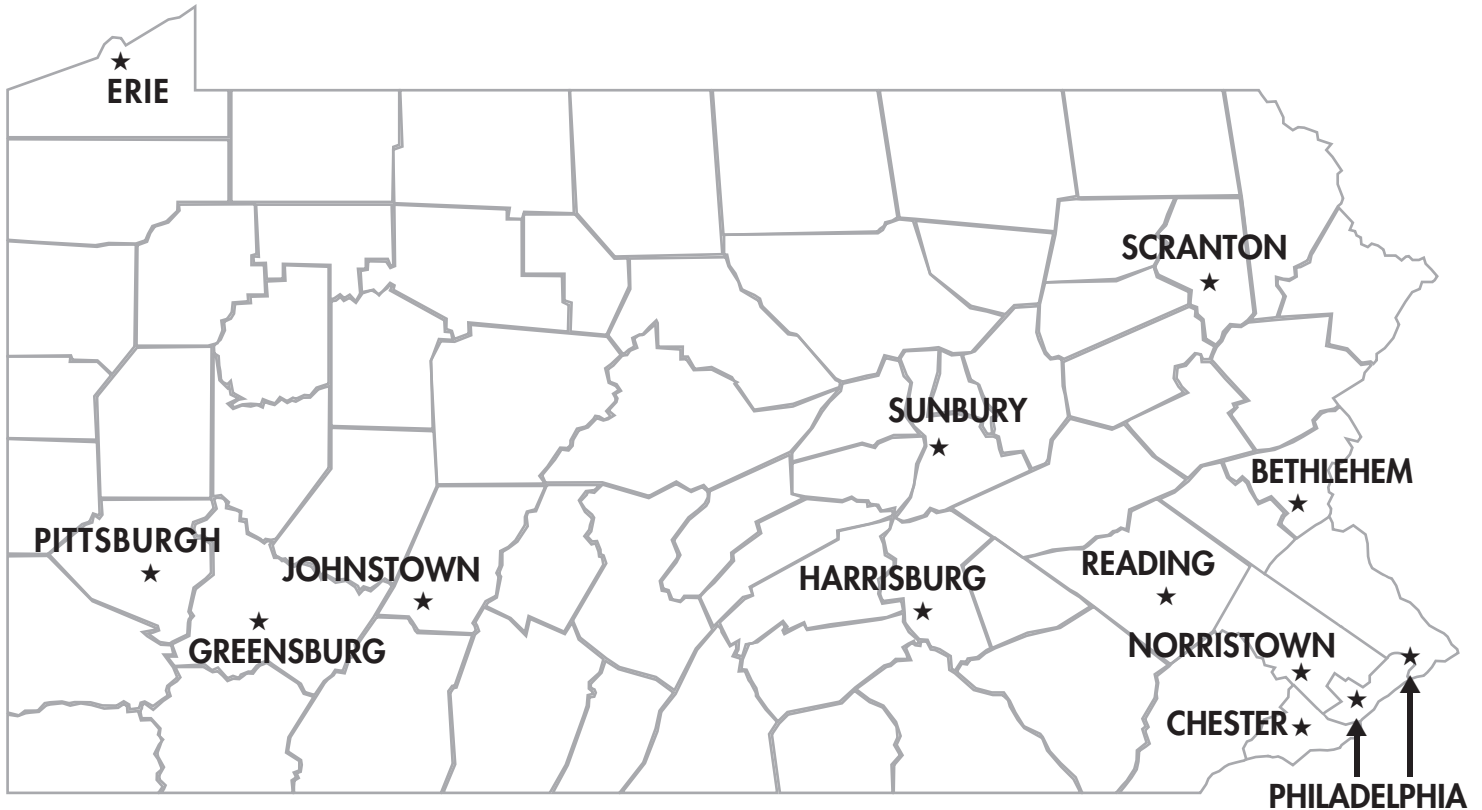 ERIE
SCRANTON
SUNBURY
BETHLEHEM
PITTSBURGH
JOHNSTOWN
HARRISBURG
READING
GREENSBURG
NORRISTOWN
CHESTER
PHILADELPHIA